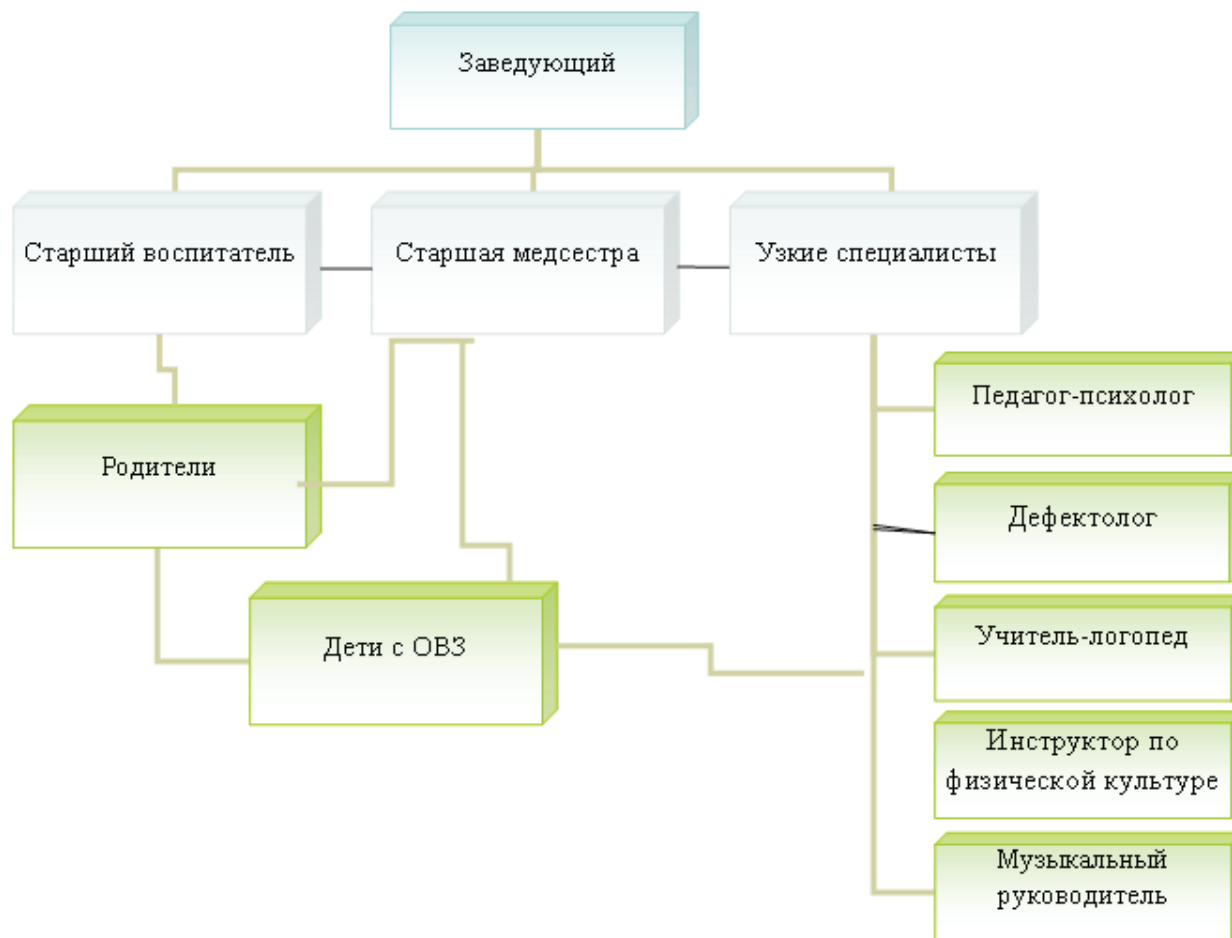 Заведующий
Старший воспитатель
Старшая медсестра
Узкие специалисты
Родители
Дети с ОВЗ
Педагог-психолог
Дефектолог
Учитель-логопед
Инструктор по
физической культуре
Музыкальный
руководитель